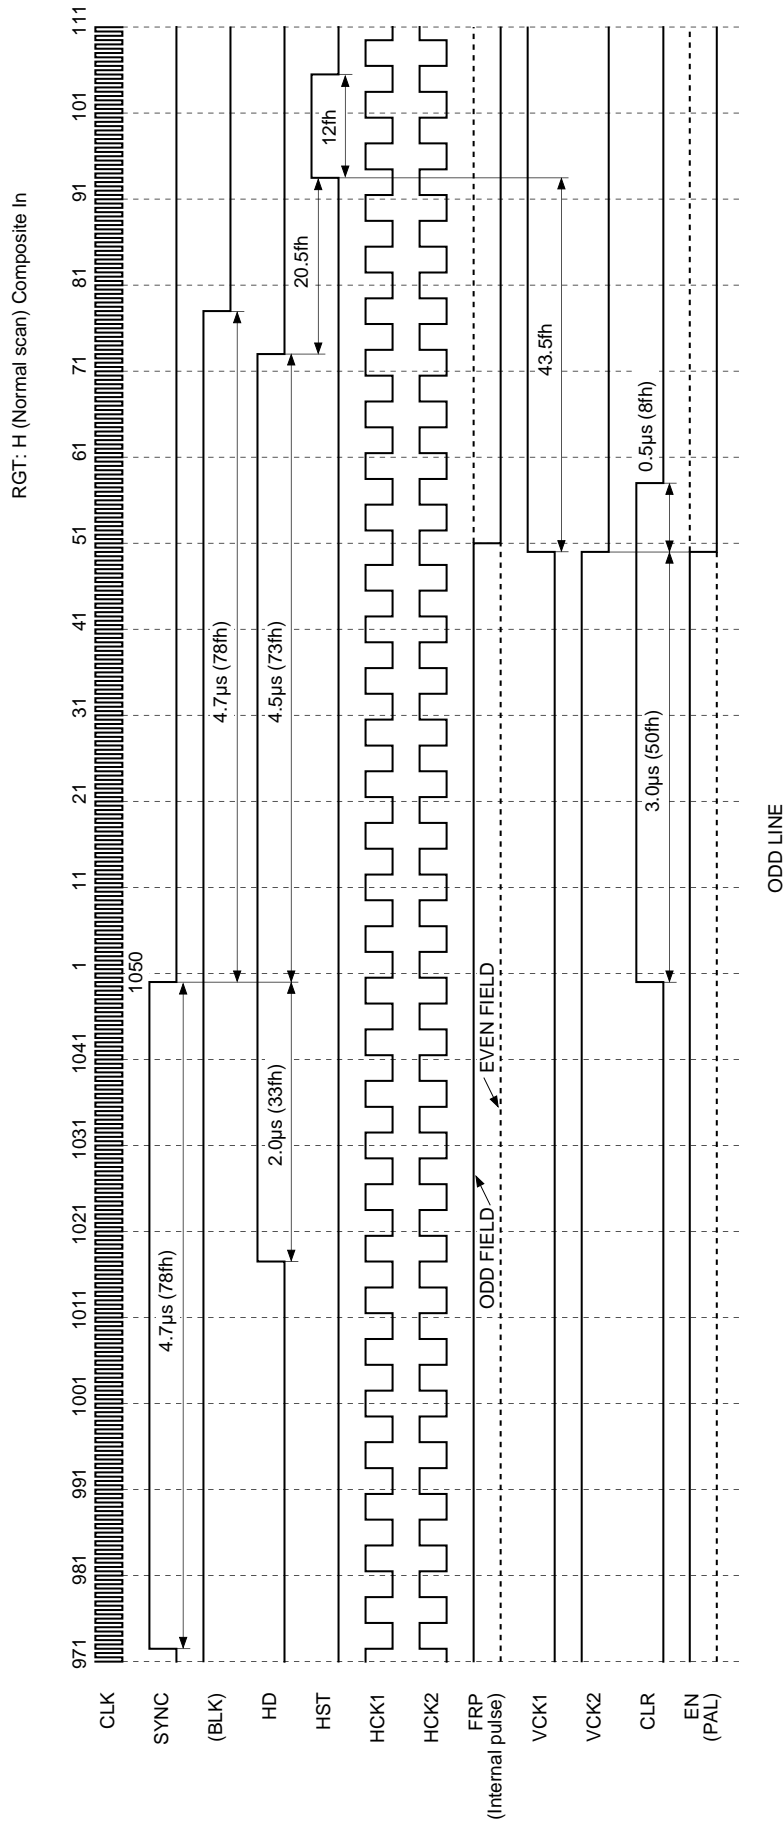 RGT: H (Normal scan) Composite In
971 981 991 1001 1011 1021 1031 1041 1 11 21 31 41 51 61 71 81 91 101 111
CLK
1050
SYNC
4.7µs (78fh)
(BLK)
4.7µs (78fh)
HD
2.0µs (33fh)
4.5µs (73fh)
HST
20.5fh
12fh
HCK1
HCK2
FRP
(Internal pulse)
ODD FIELD
EVEN FIELD
VCK1
43.5fh
VCK2
CLR
3.0µs (50fh)
0.5µs (8fh)
EN
(PAL)
ODD LINE